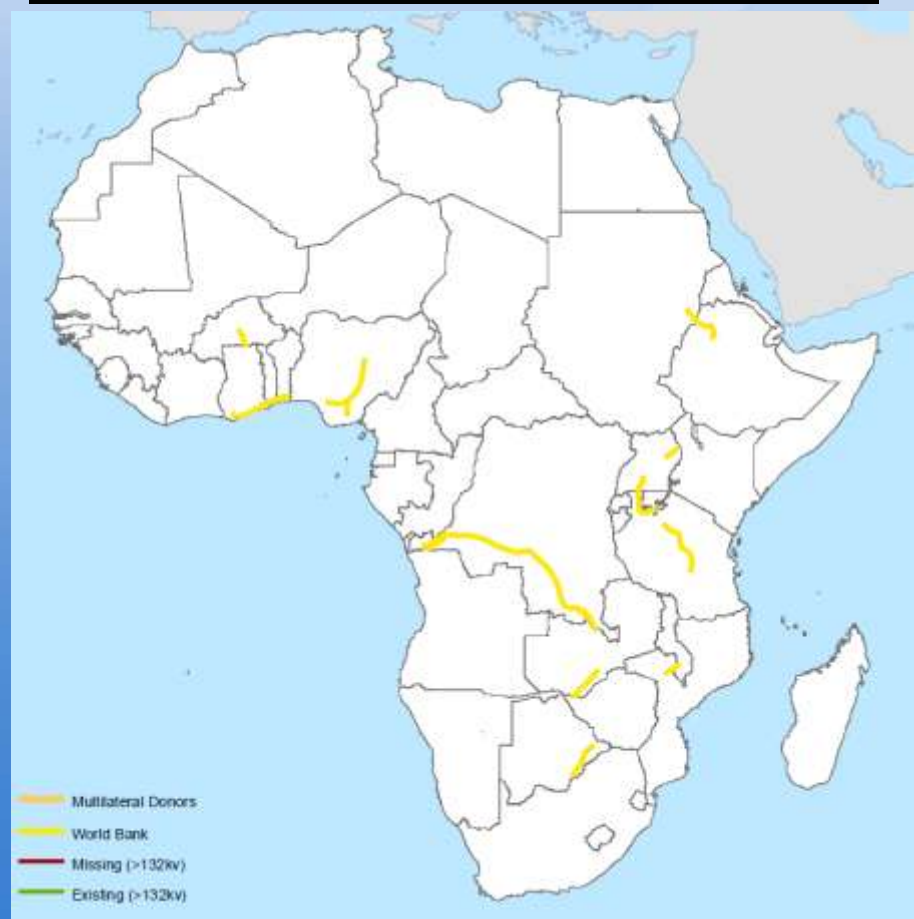 Multilateral Donors
World Bank
Missing (>132kv)
Existing (>132kv)